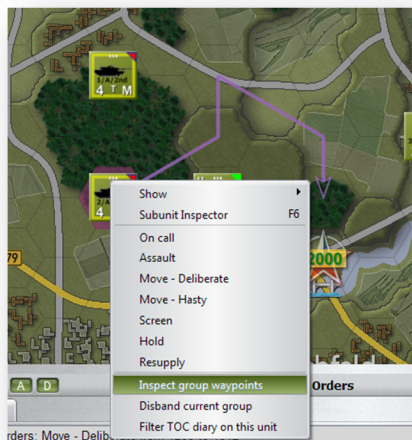 1/A/2nd
4 T M
2/A/
4
2000
79
Show
Subunit Inspector F6
On call
Assault
Move - Deliberate
Move - Hasty
Screen
Hold
Resupply
Inspect group waypoints
Disband current group
Filter TOC diary on this unit
A D
Orders
rders: Move - Delib